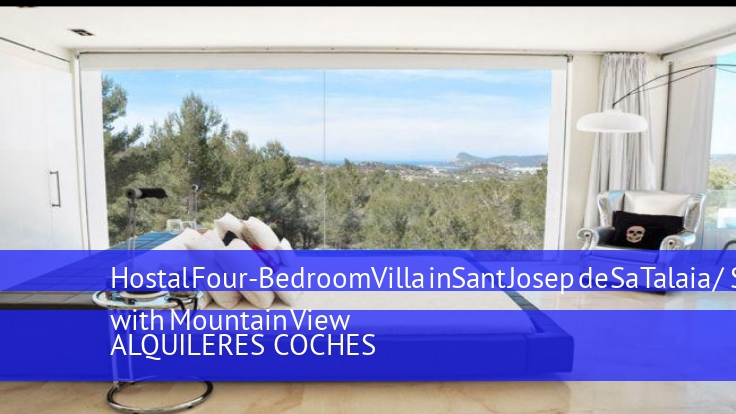 Hostal Four-Bedroom Villa in Sant Josep de Sa Talaia / S
with Mountain View
ALQUILERES COCHES